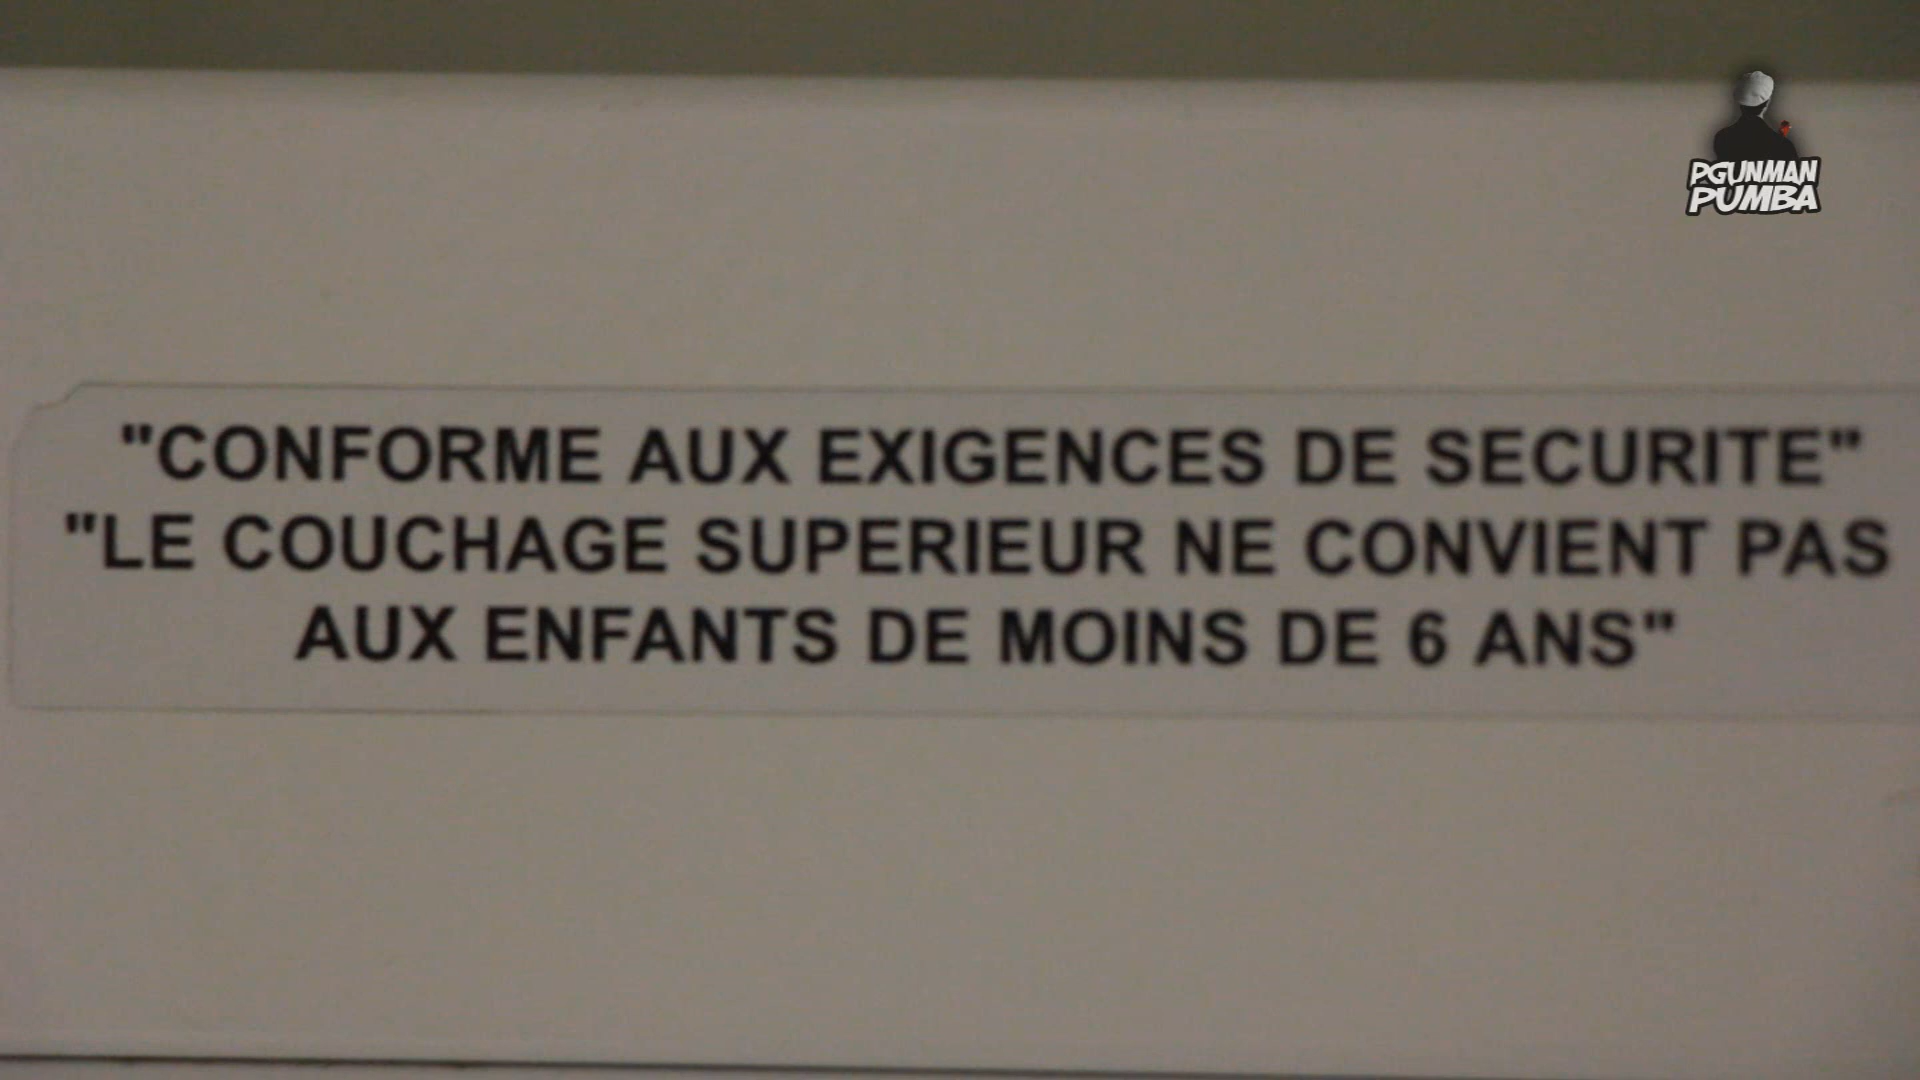 PGUNMAN
PUMBA
"CONFORME AUX EXIGENCES DE SECURITE"
"LE COUCHAGE SUPERIEUR NE CONVIENT PAS
AUX ENFANTS DE MOINS DE 6 ANS"